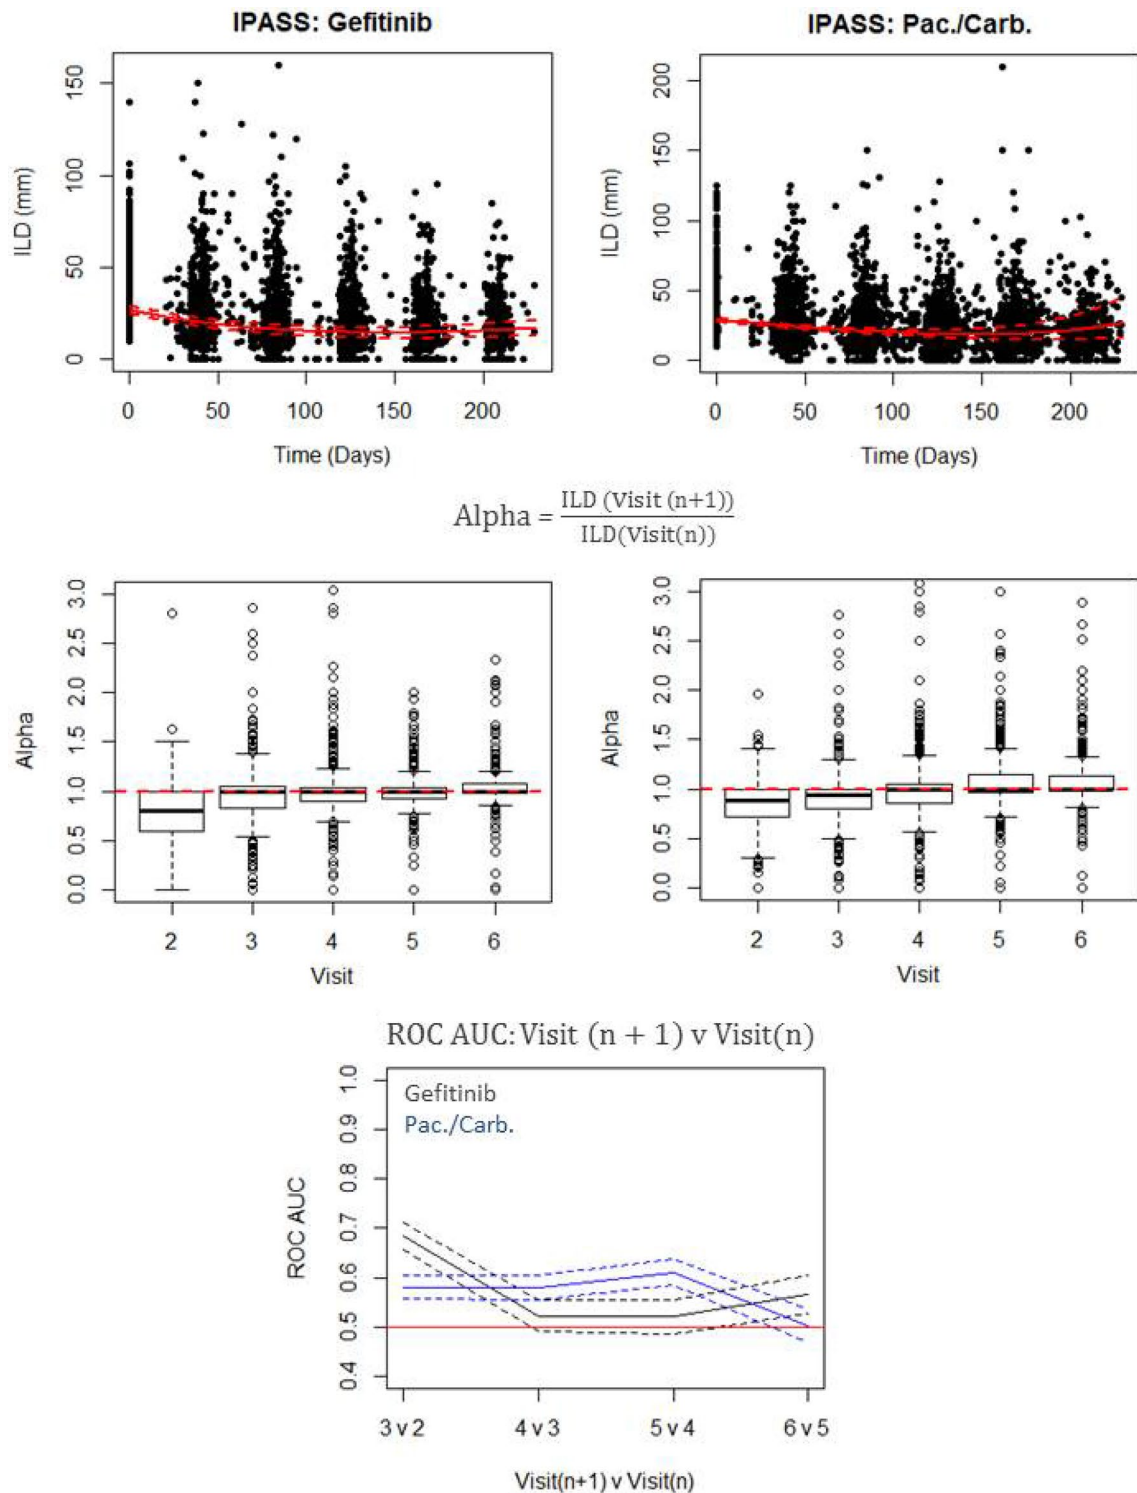 IPASS: Gefitinib
IPASS: Pac./Carb.
ILD (mm)
150
100
50
0
0 50 100 150 200
Time (Days)
ILD (mm)
200
150
100
50
0
0 50 100 150 200
Time (Days)
Alpha = ILD (Visit (n+1)) / ILD(Visit(n))
Alpha
3.0
2.5
2.0
1.5
1.0
0.5
0.0
2 3 4 5 6
Visit
Alpha
3.0
2.5
2.0
1.5
1.0
0.5
0.0
2 3 4 5 6
Visit
ROC AUC: Visit (n + 1) v Visit(n)
Gefitinib
Pac./Carb.
ROC AUC
1.0
0.9
0.8
0.7
0.6
0.5
0.4
3 v 2 4 v 3 5 v 4 6 v 5
Visit(n+1) v Visit(n)